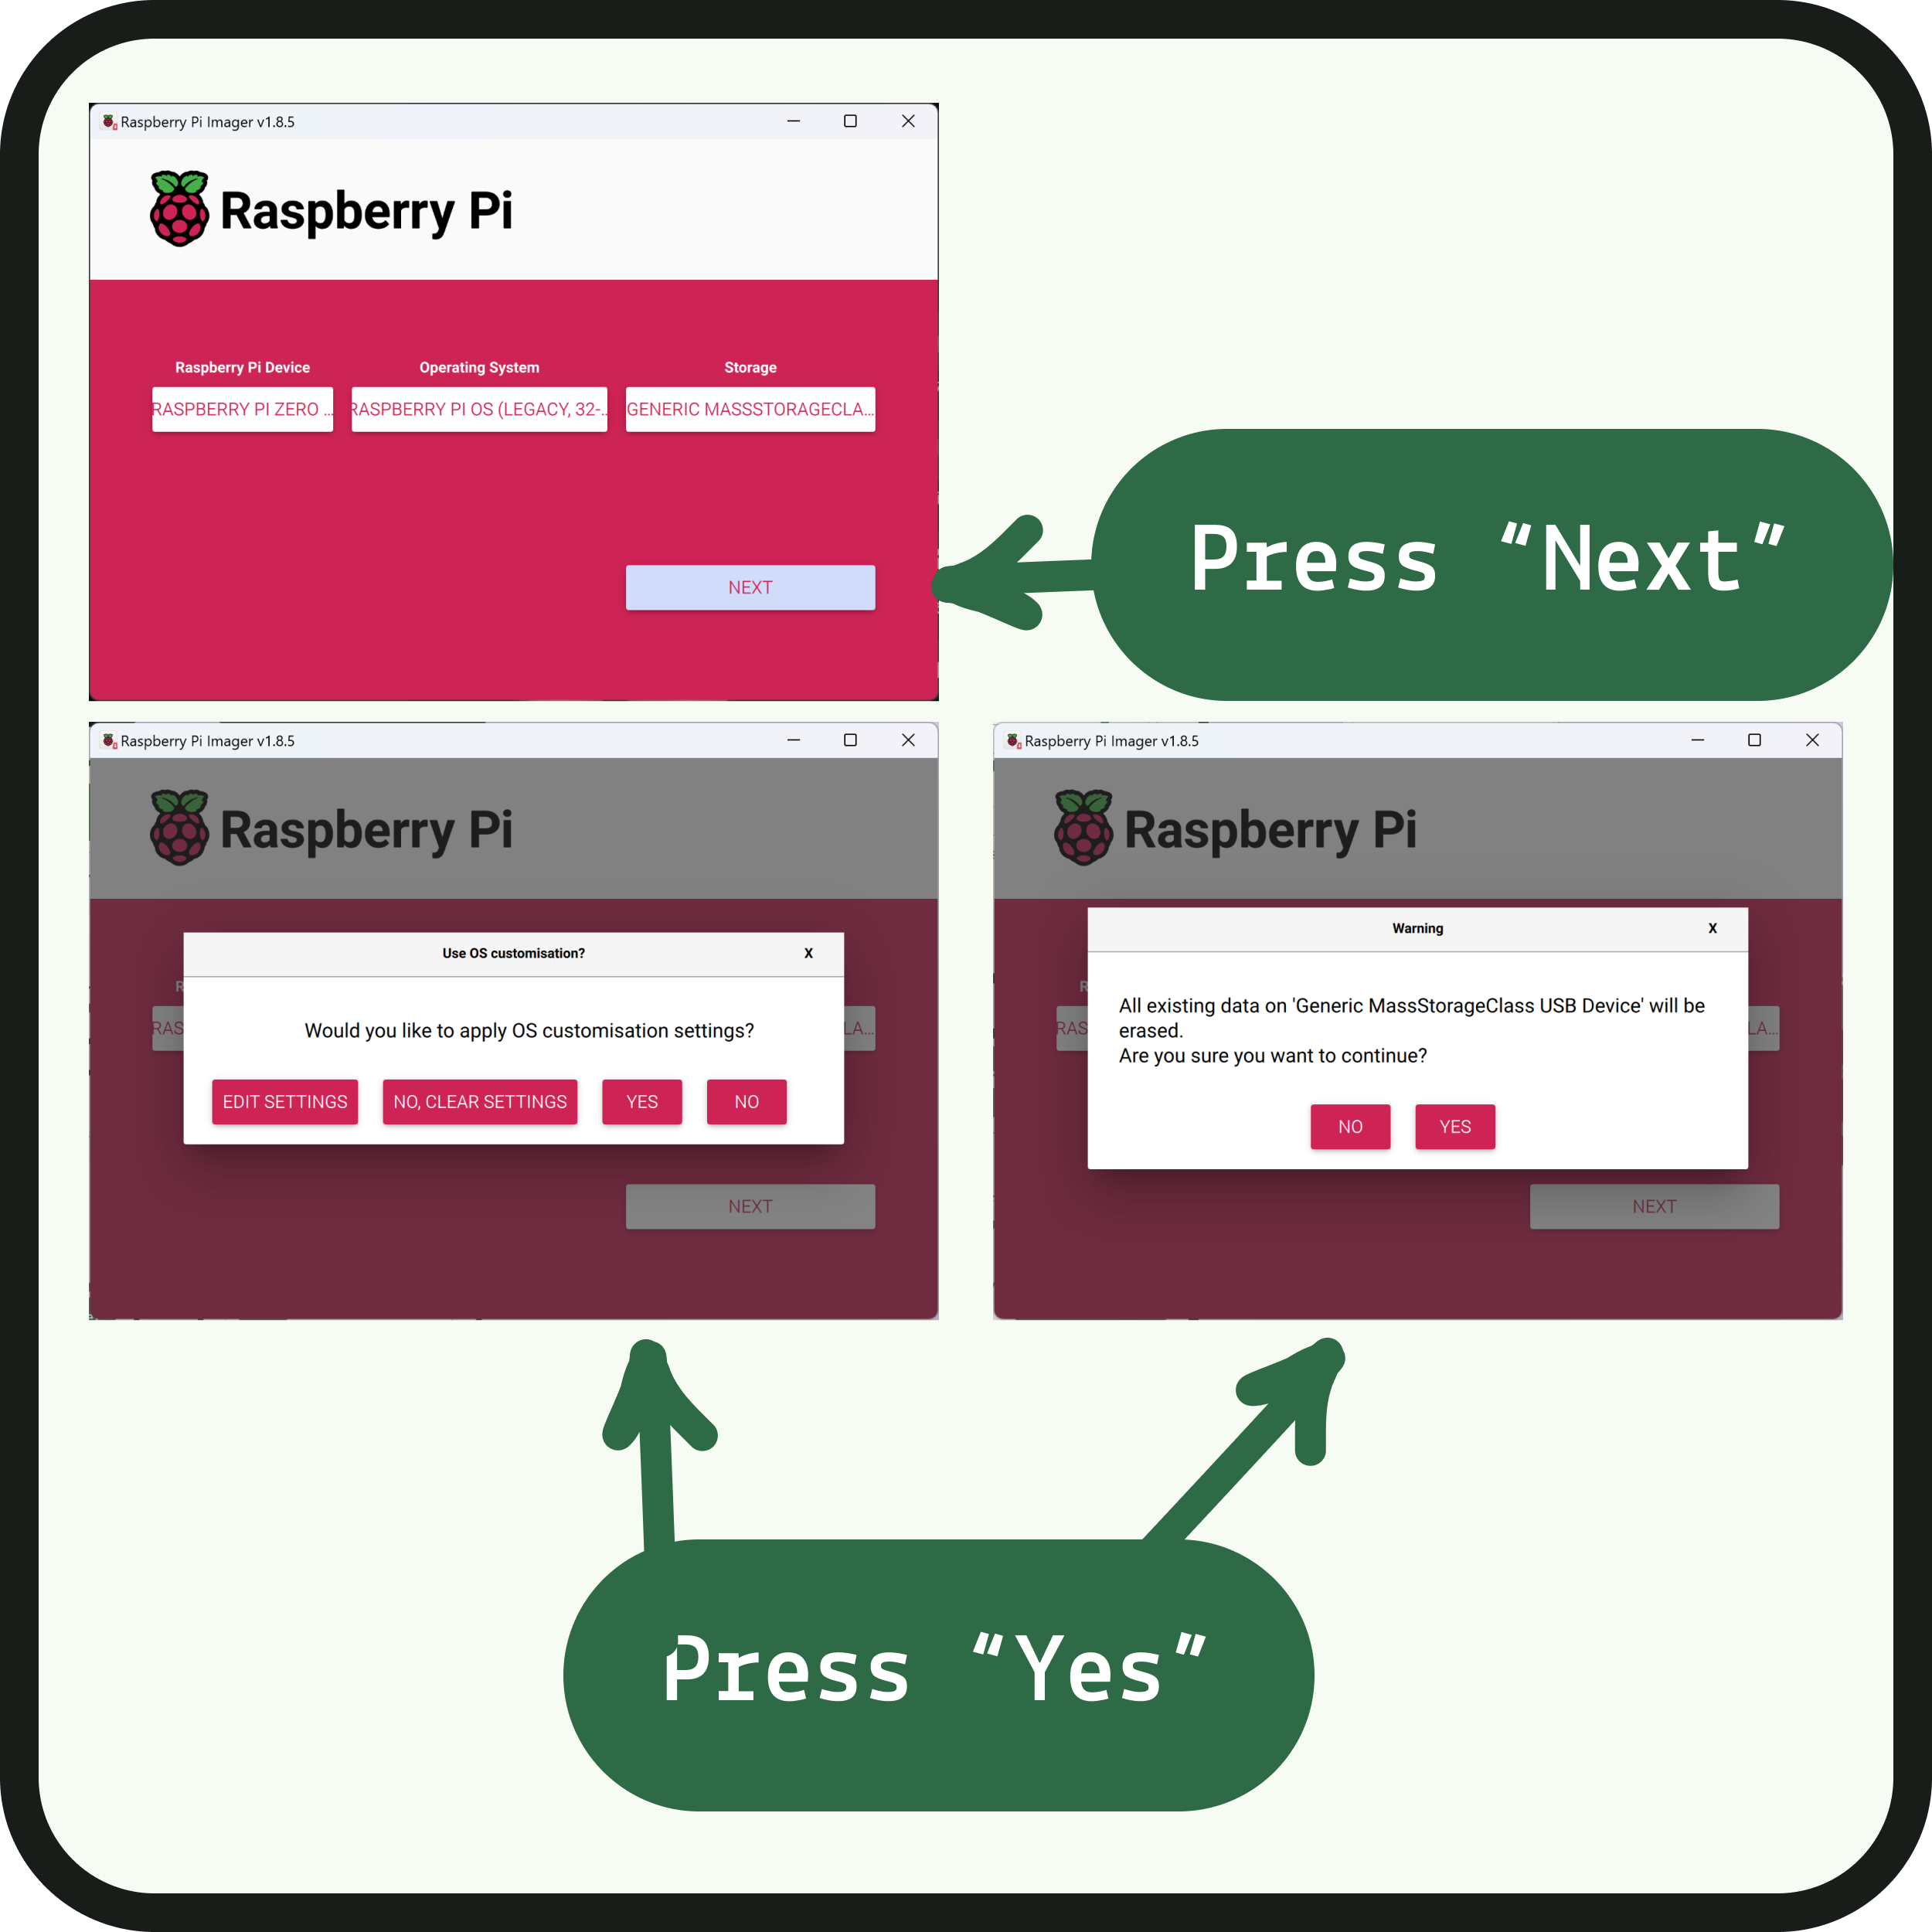 Raspberry Pi Imager v1.8.5
Raspberry Pi
Raspberry Pi Device Operating System Storage
RASPBERRY PI ZERO ... RASPBERRY PI OS (LEGACY, 32-... GENERIC MASSSTORAGECLA...
NEXT
Press “Next”
Raspberry Pi Imager v1.8.5
Raspberry Pi
Use OS customisation? X
R
RAS LA...
Would you like to apply OS customisation settings?
EDIT SETTINGS NO, CLEAR SETTINGS YES NO
NEXT
Raspberry Pi Imager v1.8.5
Raspberry Pi
Warning X
R
RAS LA...
All existing data on 'Generic MassStorageClass USB Device' will be
erased.
Are you sure you want to continue?
NO YES
NEXT
Press “Yes”